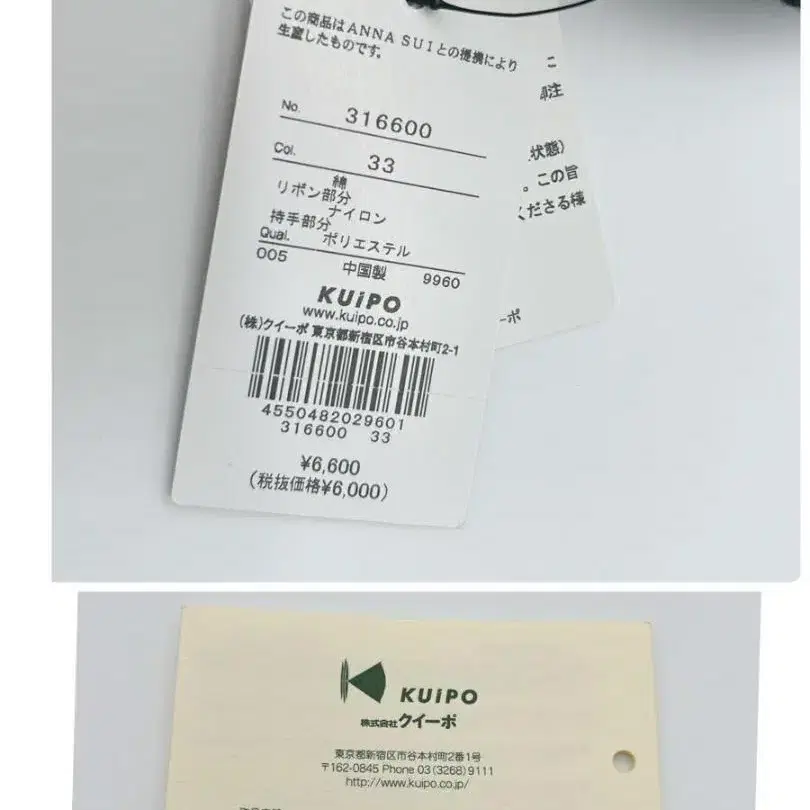 この商品はANNA SUIとの提携により
生産したものです。
No. 316600
Col. 33
綿
リボン部分
ナイロン
持手部分
Qual. ポリエステル
005 中国製 9960
KUiPO
www.kuipo.co.jp
(株)クイーポ 東京都新宿区市谷本村町2-1
4550482029601
316600 33
¥6,600
(税抜価格¥6,000)
こ
注
状態)
。この旨
くださる様
ーポ
KUiPO
株式会社クイーポ
東京都新宿区市谷本村町2番1号
〒162-0845 Phone 03(3268)9111
http://www.kuipo.co.jp/